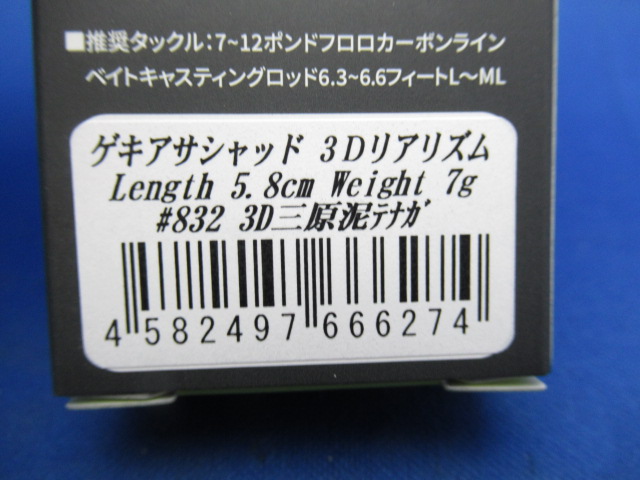 ■推奨タックル：7~12ポンドフロロカーボンライン
ベイトキャスティングロッド6.3~6.6フィートL～ML
ゲキアサシャッド 3Dリアリズム
Length 5.8cm Weight 7g
#832 3D三原泥ﾃﾅｶﾞ
4 582497 666274